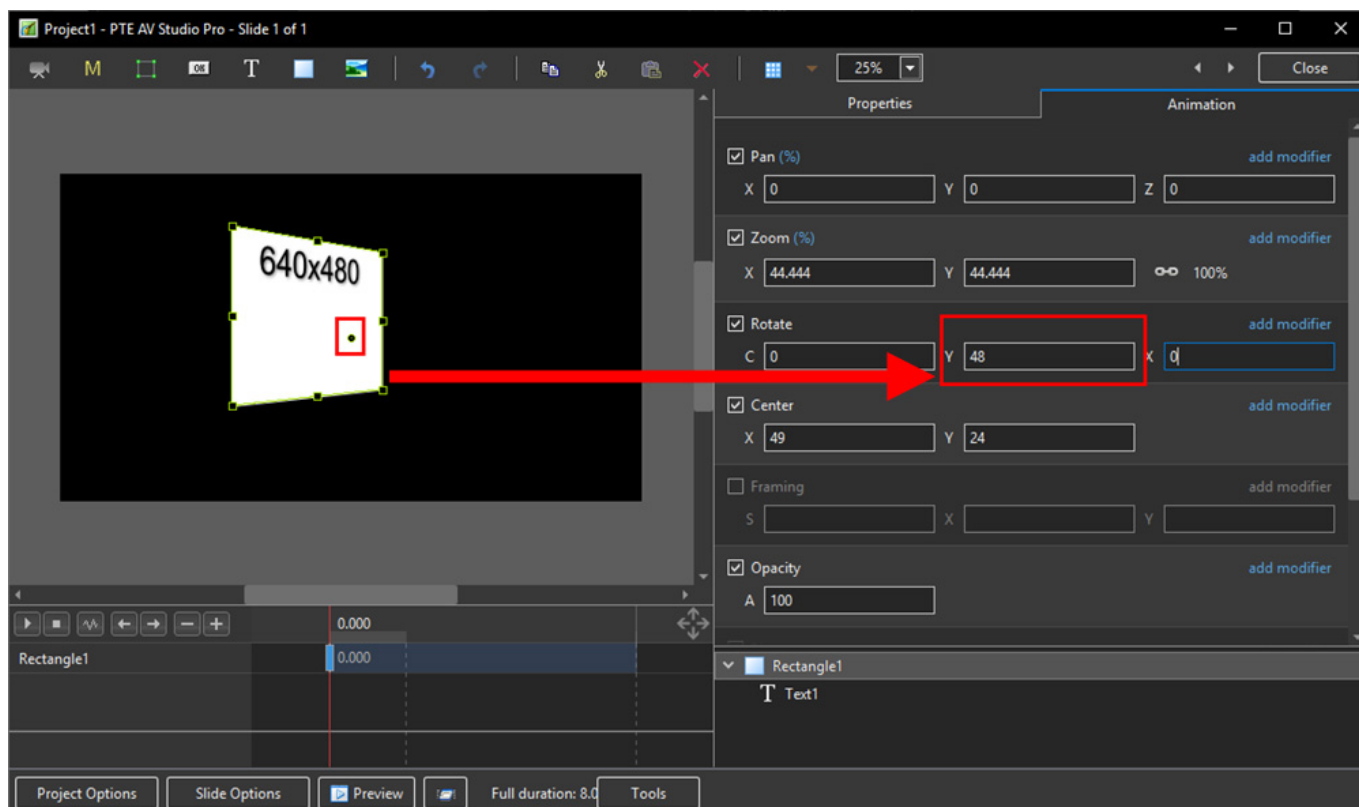 Project1 - PTE AV Studio Pro - Slide 1 of 1
M OK T 25% Close
Properties Animation
Pan (%) add modifier
X 0 Y 0 Z 0
Zoom (%) add modifier
X 44.444 Y 44.444 100%
640x480
Rotate add modifier
C 0 Y 48 X 0
Center add modifier
X 49 Y 24
Framing add modifier
S X Y
Opacity add modifier
A 100
0.000
Rectangle1 0.000
Rectangle1
T Text1
Project Options Slide Options Preview Full duration: 8.0 Tools